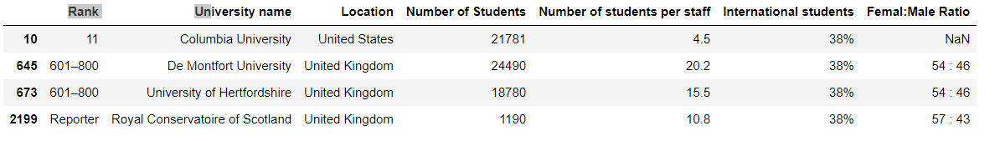 Rank University name Location Number of Students Number of students per staff International students Femal:Male Ratio
10 11 Columbia University United States 21781 4.5 38% NaN
645 601–800 De Montfort University United Kingdom 24490 20.2 38% 54 : 46
673 601–800 University of Hertfordshire United Kingdom 18780 15.5 38% 54 : 46
2199 Reporter Royal Conservatoire of Scotland United Kingdom 1190 10.8 38% 57 : 43